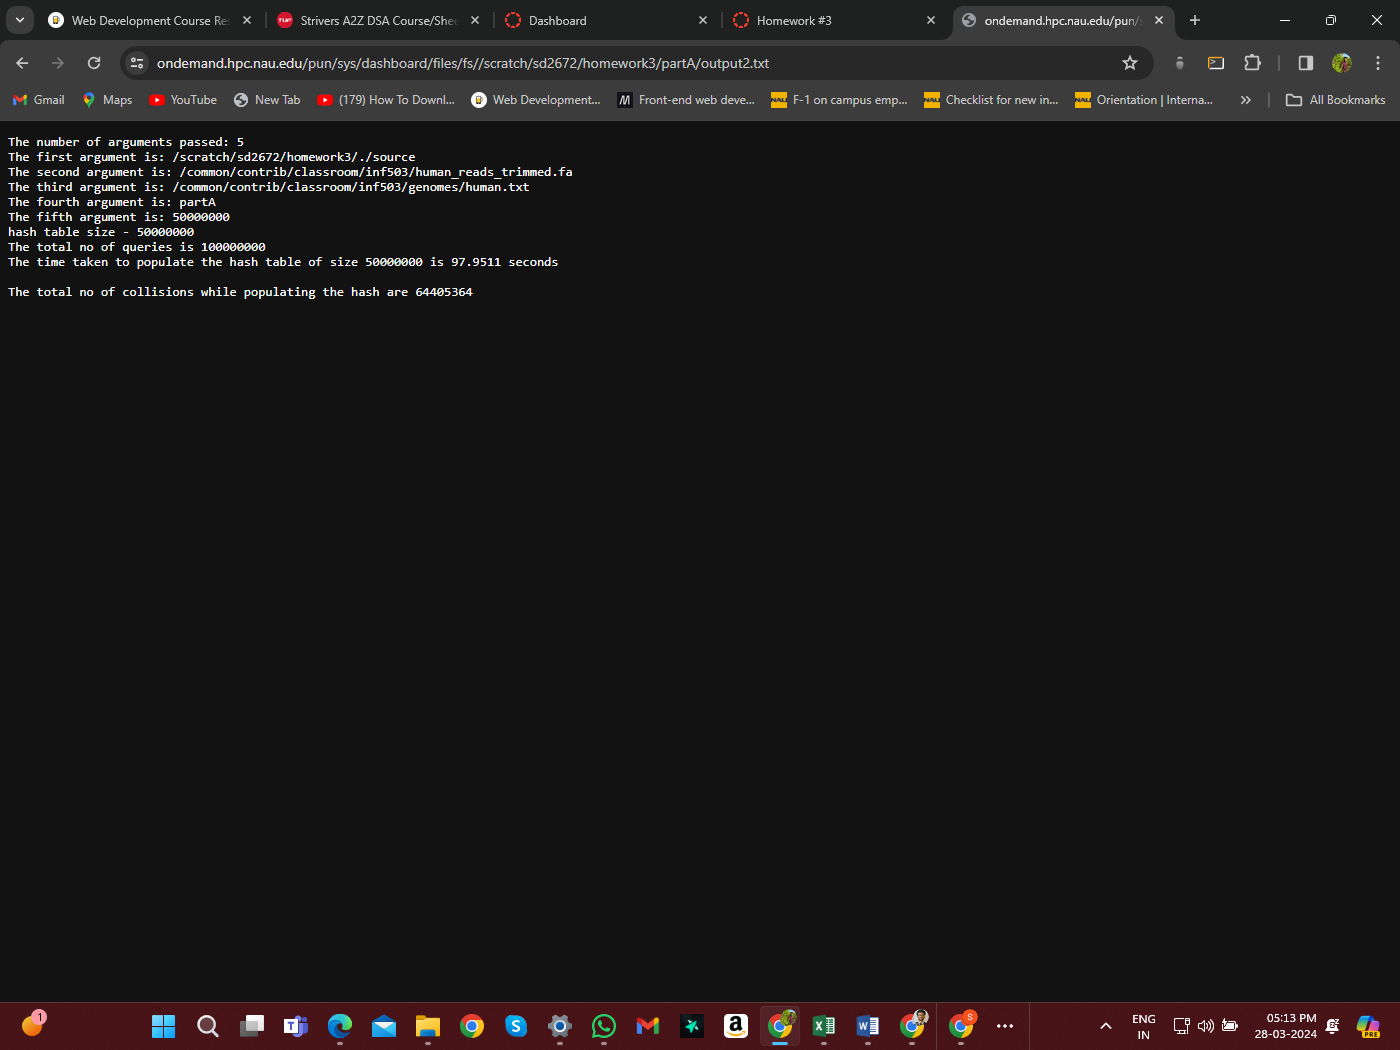 Web Development Course Re
Strivers A2Z DSA Course/She
Dashboard
Homework #3
ondemand.hpc.nau.edu/pun/
ondemand.hpc.nau.edu/pun/sys/dashboard/files/fs//scratch/sd2672/homework3/partA/output2.txt
Gmail
Maps
YouTube
New Tab
(179) How To Downl...
Web Development...
Front-end web deve...
F-1 on campus emp...
Checklist for new in...
Orientation | Interna...
All Bookmarks
The number of arguments passed: 5
The first argument is: /scratch/sd2672/homework3/./source
The second argument is: /common/contrib/classroom/inf503/human_reads_trimmed.fa
The third argument is: /common/contrib/classroom/inf503/genomes/human.txt
The fourth argument is: partA
The fifth argument is: 50000000
hash table size - 50000000
The total no of queries is 100000000
The time taken to populate the hash table of size 50000000 is 97.9511 seconds
The total no of collisions while populating the hash are 64405364
1
S
ENG
IN
05:13 PM
28-03-2024
PRE